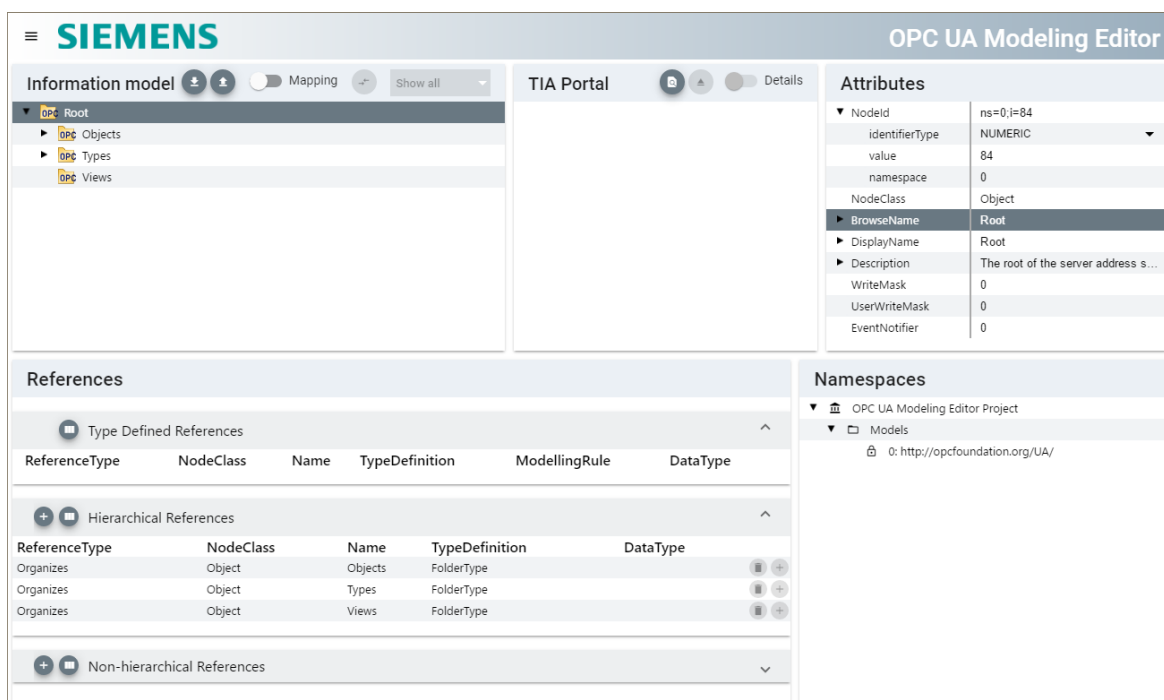 SIEMENS
OPC UA Modeling Editor
Information model
Mapping
Show all
OPC Root
OPC Objects
OPC Types
OPC Views
TIA Portal
Details
Attributes
NodeId ns=0;i=84
identifierType NUMERIC
value 84
namespace 0
NodeClass Object
BrowseName Root
DisplayName Root
Description The root of the server address s...
WriteMask 0
UserWriteMask 0
EventNotifier 0
References
Type Defined References
ReferenceType NodeClass Name TypeDefinition ModellingRule DataType
Hierarchical References
ReferenceType NodeClass Name TypeDefinition DataType
Organizes Object Objects FolderType
Organizes Object Types FolderType
Organizes Object Views FolderType
Non-hierarchical References
Namespaces
OPC UA Modeling Editor Project
Models
0: http://opcfoundation.org/UA/